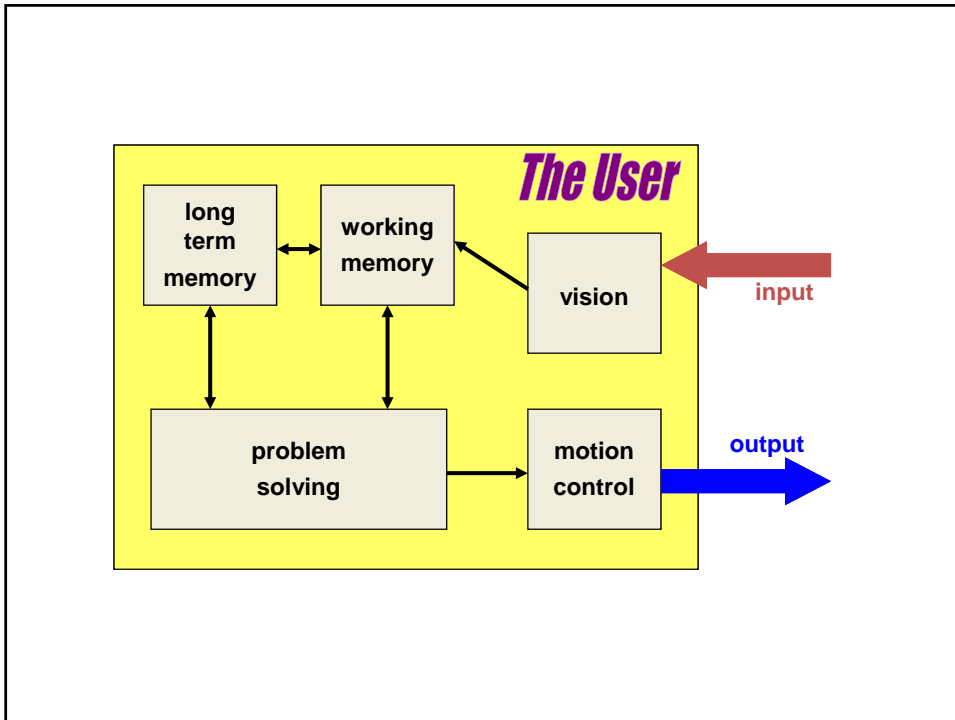 The User
long
term
memory
working
memory
vision
input
problem
solving
motion
control
output